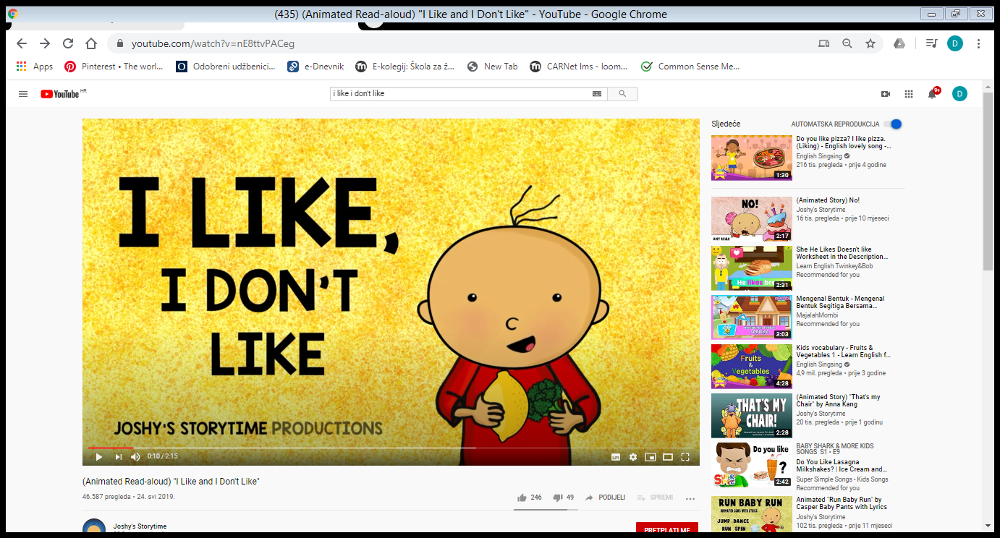 (435) (Animated Read-aloud) "I Like and I Don't Like" - YouTube - Google Chrome
youtube.com/watch?v=nE8ttvPACeg
D
Apps
Pinterest • The worl...
Odobreni udžbenici...
e-Dnevnik
E-kolegij: Škola za ž...
New Tab
CARNet lms - loom...
Common Sense Me...
YouTube HR
i like i don't like
9+
D
I LIKE,
I DON'T
LIKE
JOSHY'S STORYTIME PRODUCTIONS
0:10 / 2:15
(Animated Read-aloud) "I Like and I Don't Like"
46.587 pregleda • 24. svi 2019.
246
49
PODIJELI
SPREMI
Joshy's Storytime
PRETPLATI ME
Sljedeće
AUTOMATSKA REPRODUKCIJA
1:30
Do you like pizza? I like pizza.
(Liking) - English lovely song -...
English Singsing
216 tis. pregleda • prije 4 godine
NO!
2:17
(Animated Story) No!
Joshy's Storytime
16 tis. pregleda • prije 10 mjeseci
He likes
2:31
She He Likes Doesn't like
Worksheet in the Description...
Learn English Twinkey&Bob
Recommended for you
3:03
Mengenal Bentuk - Mengenal
Bentuk Segitiga Bersama...
MajalahMombi
Recommended for you
Fruits
&
Vegetables
4:28
Kids vocabulary - Fruits &
Vegetables 1 - Learn English f...
English Singsing
4,9 mil. pregleda • prije 3 godine
THAT'S MY
CHAIR!
2:28
(Animated Story) "That's my
Chair" by Anna Kang
Joshy's Storytime
20 tis. pregleda • prije 1 godinu
Do you like
?
SUPER
SIMPLE
2:42
BABY SHARK & MORE KIDS
SONGS S1 • E9
Do You Like Lasagna
Milkshakes? | Ice Cream and...
Super Simple Songs - Kids Songs
Recommended for you
RUN BABY RUN
ANIMATED SONG WITH LYRICS
JUMP DANCE
RUN SPIN
Animated "Run Baby Run" by
Casper Baby Pants with Lyrics
Joshy's Storytime
102 tis. pregleda • prije 11 mjeseci